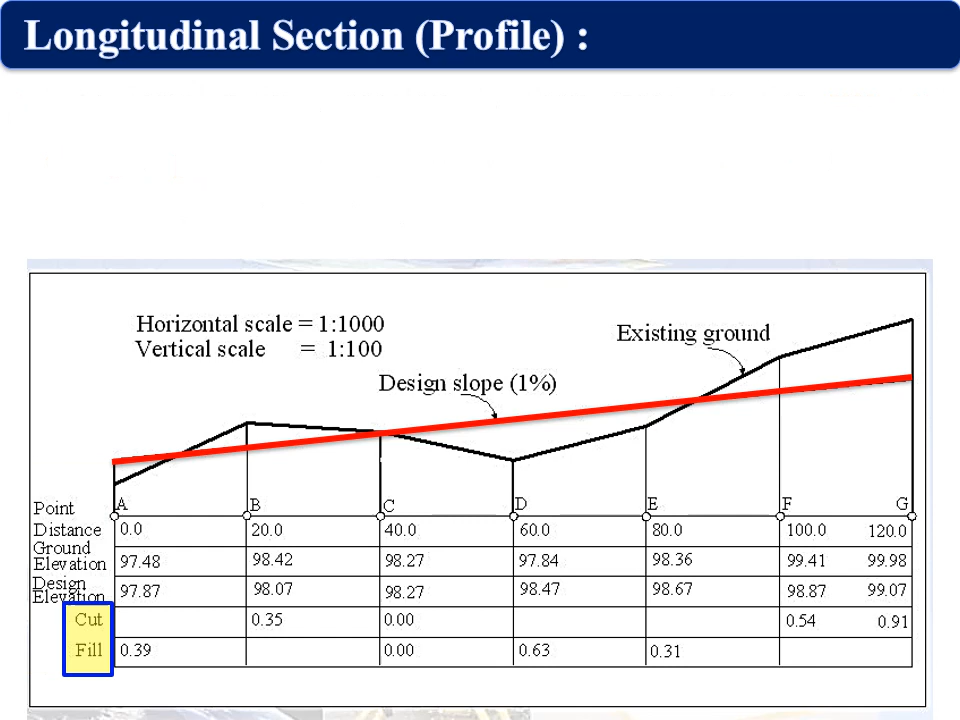 Longitudinal Section (Profile) :
Horizontal scale = 1:1000
Vertical scale = 1:100
Existing ground
Design slope (1%)
Point A B C D E F G
Distance 0.0 20.0 40.0 60.0 80.0 100.0 120.0
Ground
Elevation 97.48 98.42 98.27 97.84 98.36 99.41 99.98
Design
Elevation 97.87 98.07 98.27 98.47 98.67 98.87 99.07
Cut 0.35 0.00 0.54 0.91
Fill 0.39 0.00 0.63 0.31